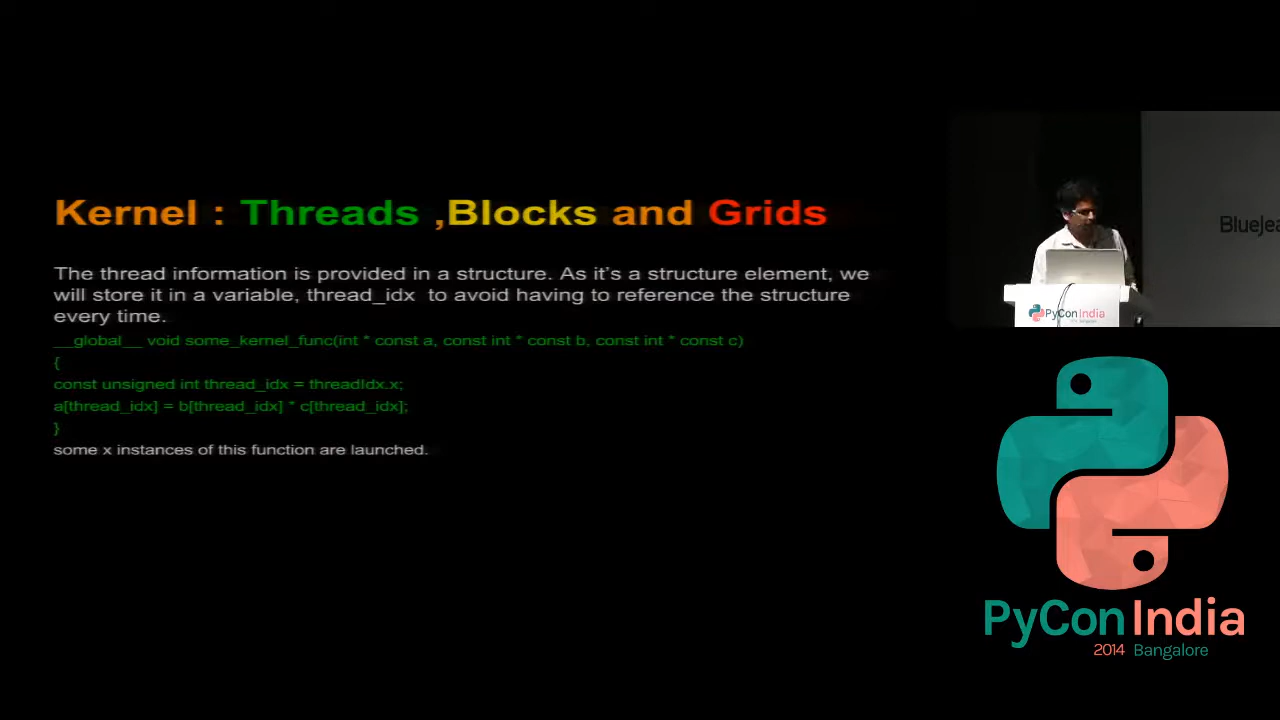 Kernel : Threads ,Blocks and Grids
The thread information is provided in a structure. As it's a structure element, we
will store it in a variable, thread_idx to avoid having to reference the structure
every time.
__global__ void some_kernel_func(int * const a, const int * const b, const int * const c)
{
const unsigned int thread_idx = threadIdx.x;
a[thread_idx] = b[thread_idx] * c[thread_idx];
}
some x instances of this function are launched.
BlueJea
PyCon India
PyCon India
2014 Bangalore